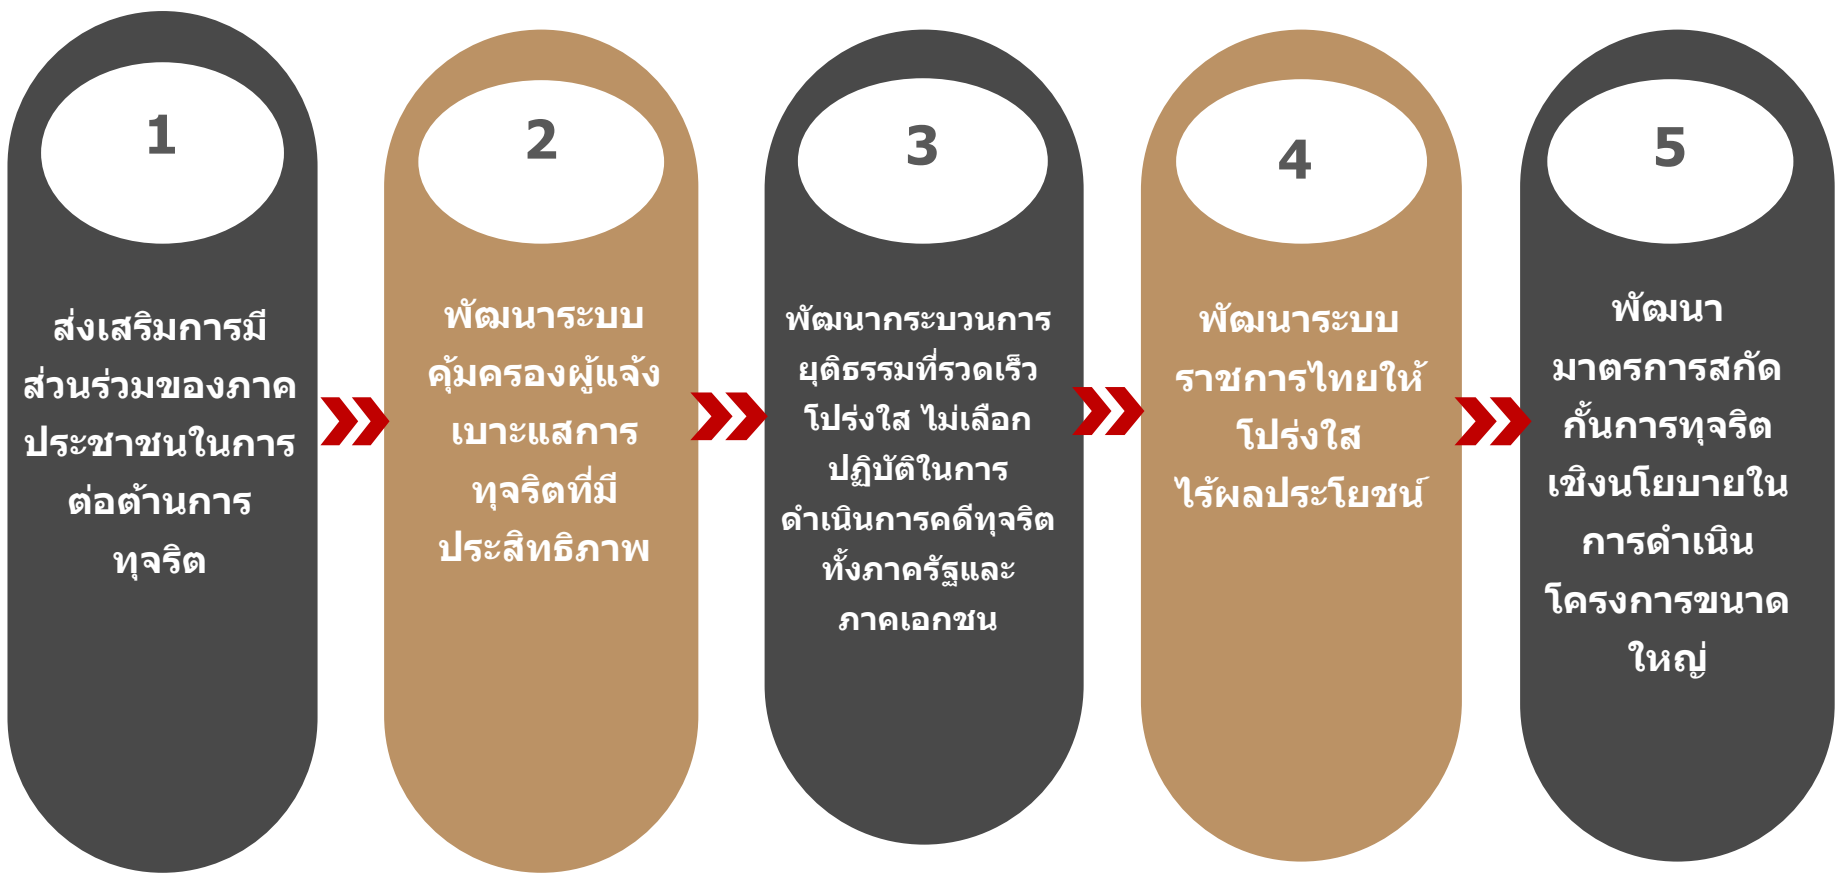 1
ส่งเสริมการมี
ส่วนร่วมของภาค
ประชาชนในการ
ต่อต้านการ
ทุจริต
2
พัฒนาระบบ
คุ้มครองผู้แจ้ง
เบาะแสการ
ทุจริตที่มี
ประสิทธิภาพ
3
พัฒนากระบวนการ
ยุติธรรมที่รวดเร็ว
โปร่งใส ไม่เลือก
ปฏิบัติในการ
ดำเนินการคดีทุจริต
ทั้งภาครัฐและ
ภาคเอกชน
4
พัฒนาระบบ
ราชการไทยให้
โปร่งใส
ไร้ผลประโยชน์
5
พัฒนา
มาตรการสกัด
กั้นการทุจริต
เชิงนโยบายใน
การดำเนิน
โครงการขนาด
ใหญ่